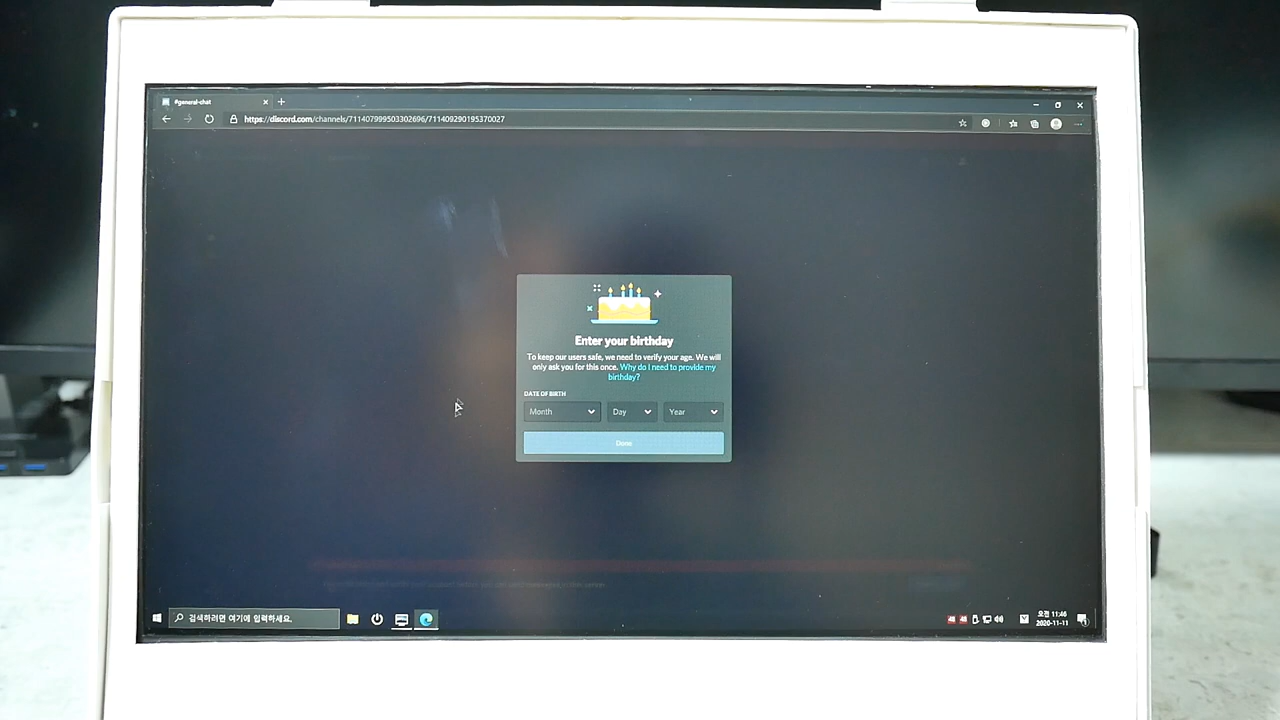 #general-chat
https://discord.com/channels/711407999503302696/711409290195370027
Enter your birthday
To keep our users safe, we need to verify your age. We will
only ask you for this once. Why do I need to provide my
birthday?
DATE OF BIRTH
Month
Day
Year
Done
검색하려면 여기에 입력하세요.
오전 11:46
2020-11-11